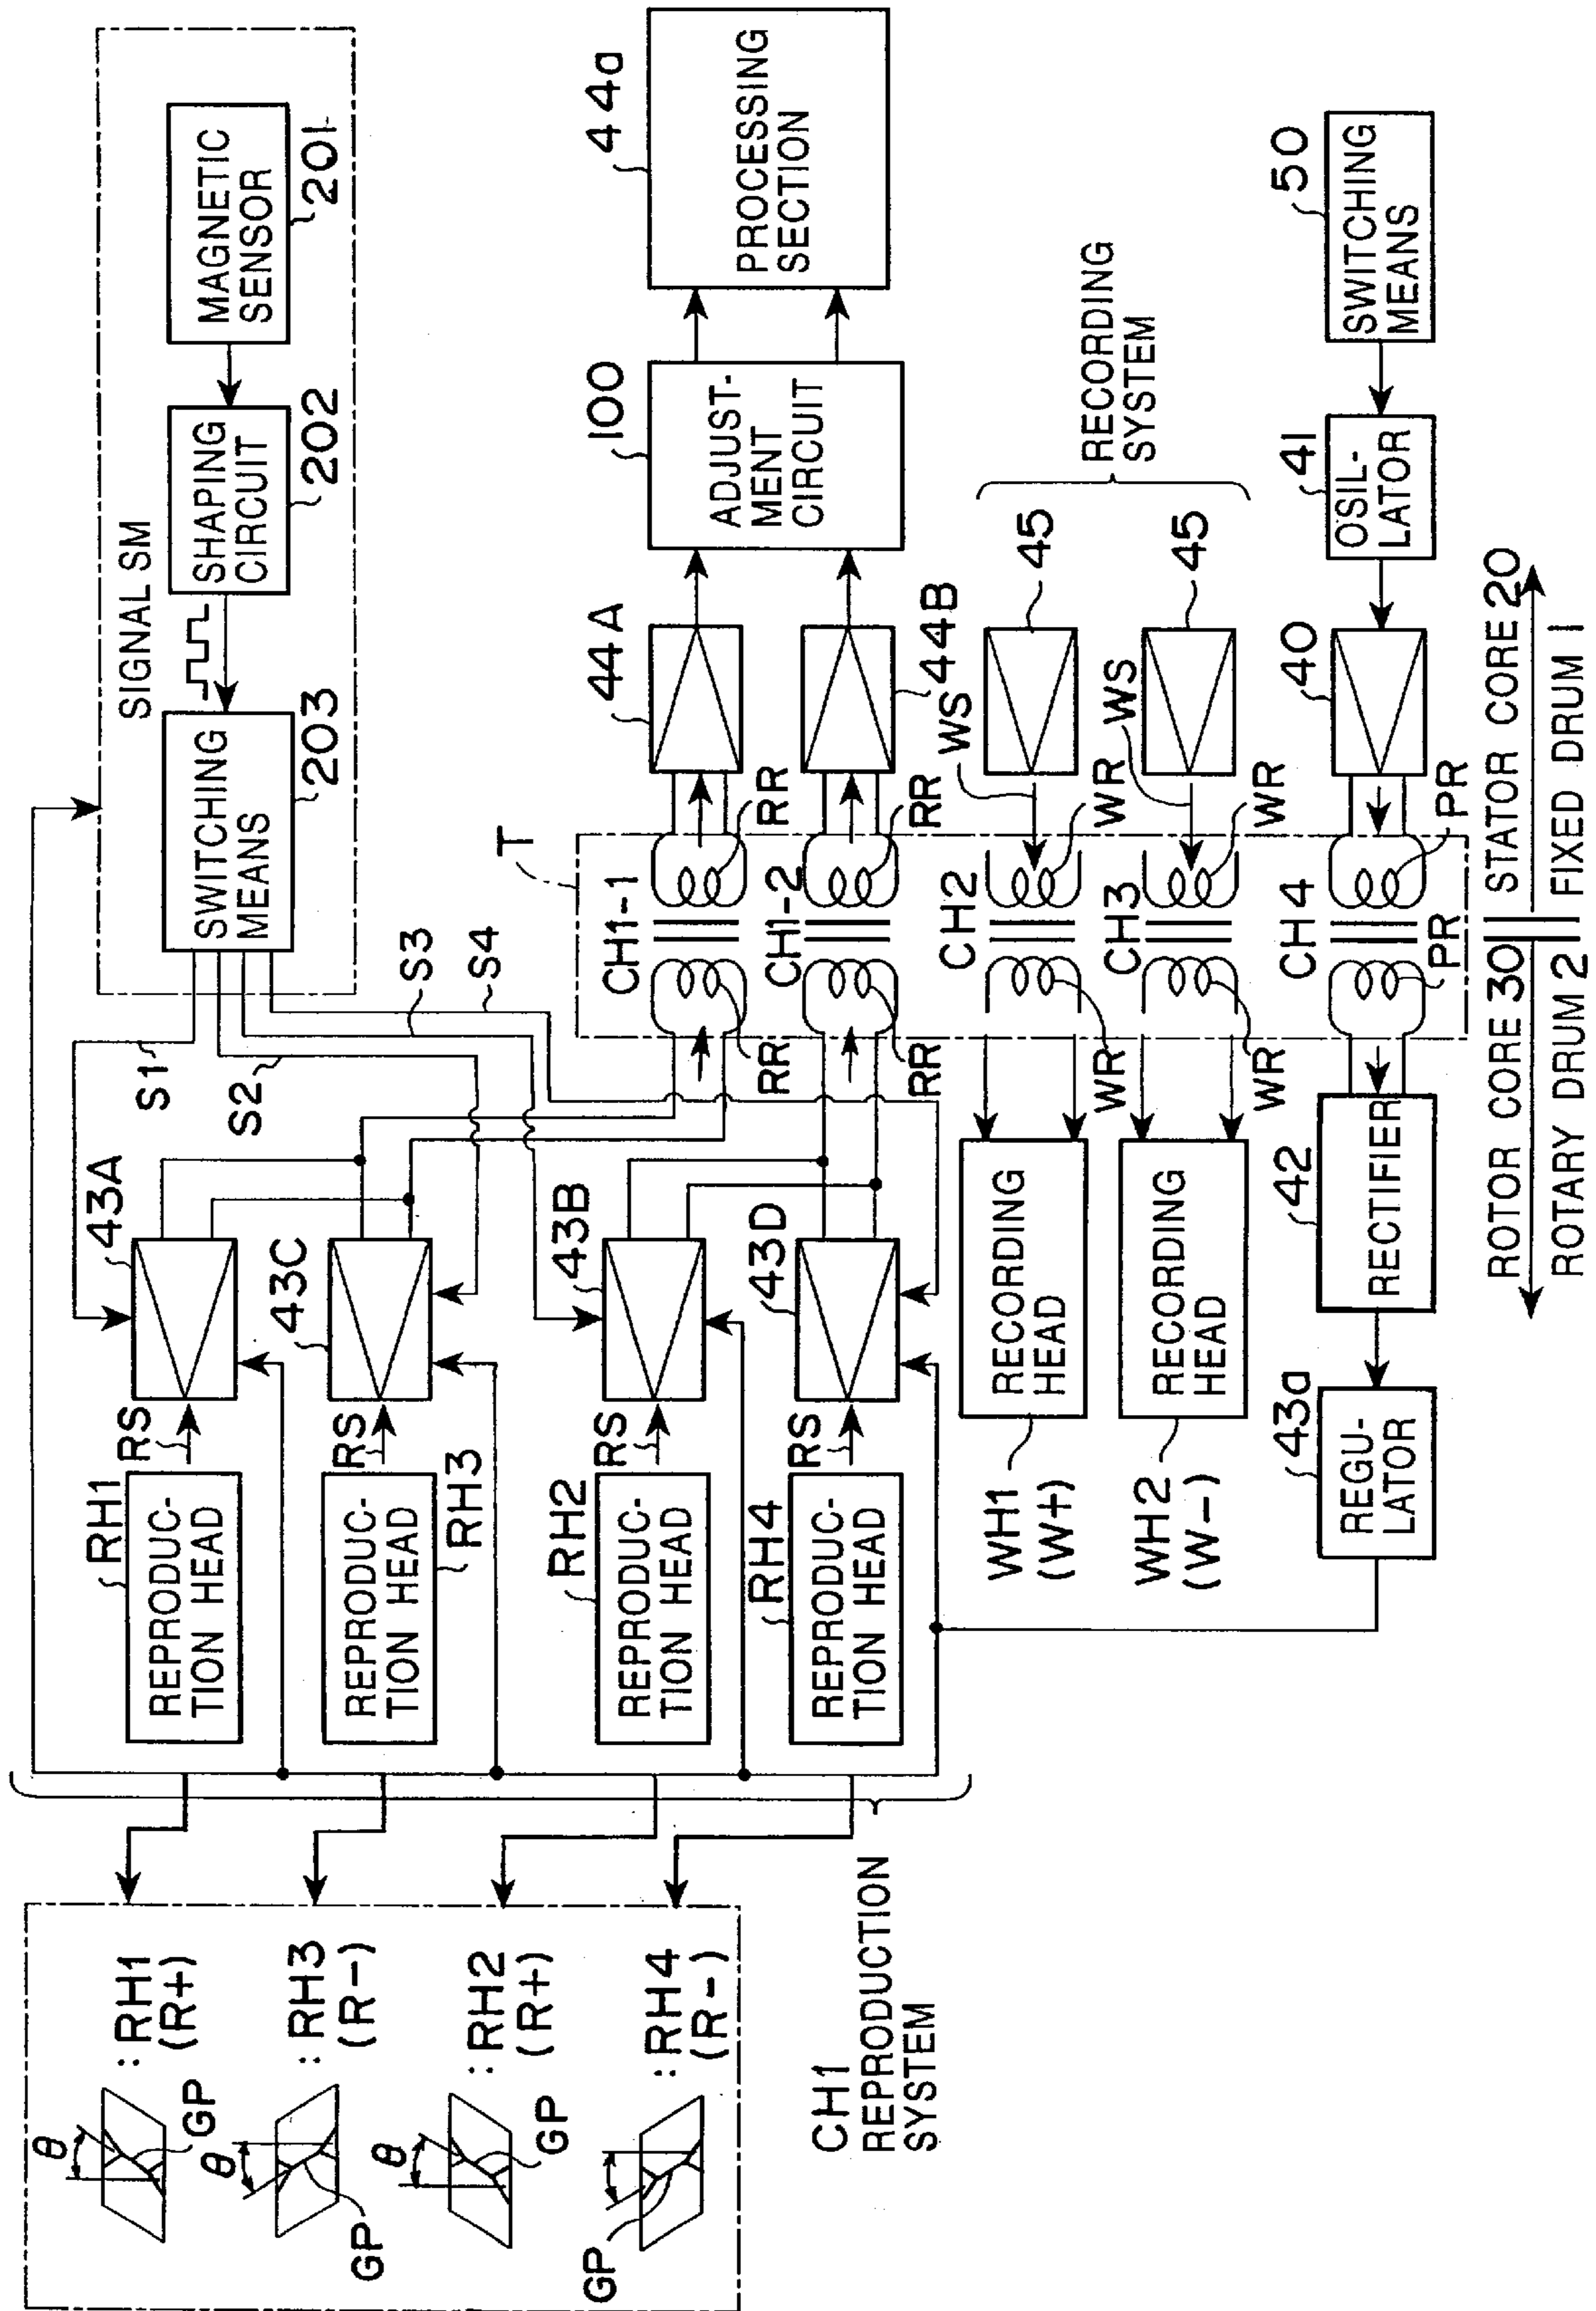 MAGNETIC
SENSOR
201
SHAPING
CIRCUIT
202
SIGNAL SM
SWITCHING
MEANS
203
S1
S2
S3
S4
PROCESSING
SECTION
44a
ADJUST-
MENT
CIRCUIT
100
44A
44B
T
CH1-1
RR
RR
CH1-2
RR
RR
RECORDING
SYSTEM
45
WS
CH2
WR
WR
45
WS
CH3
WR
WR
SWITCHING
MEANS
50
OSIL-
LATOR
41
40
CH4
PR
PR
STATOR CORE 20
FIXED DRUM 1
ROTOR CORE 30
ROTARY DRUM 2
RECTIFIER
42
REGU-
LATOR
43a
43A
RS
RH1
REPRODUC-
TION HEAD
43C
RS
RH3
REPRODUC-
TION HEAD
43B
RS
RH2
REPRODUC-
TION HEAD
43D
RS
RH4
REPRODUC-
TION HEAD
RECORDING
HEAD
WH1
(W+)
RECORDING
HEAD
WH2
(W-)
θ
GP
:RH1
(R+)
θ
GP
:RH3
(R-)
θ
GP
:RH2
(R+)
GP
:RH4
(R-)
CH1
REPRODUCTION
SYSTEM